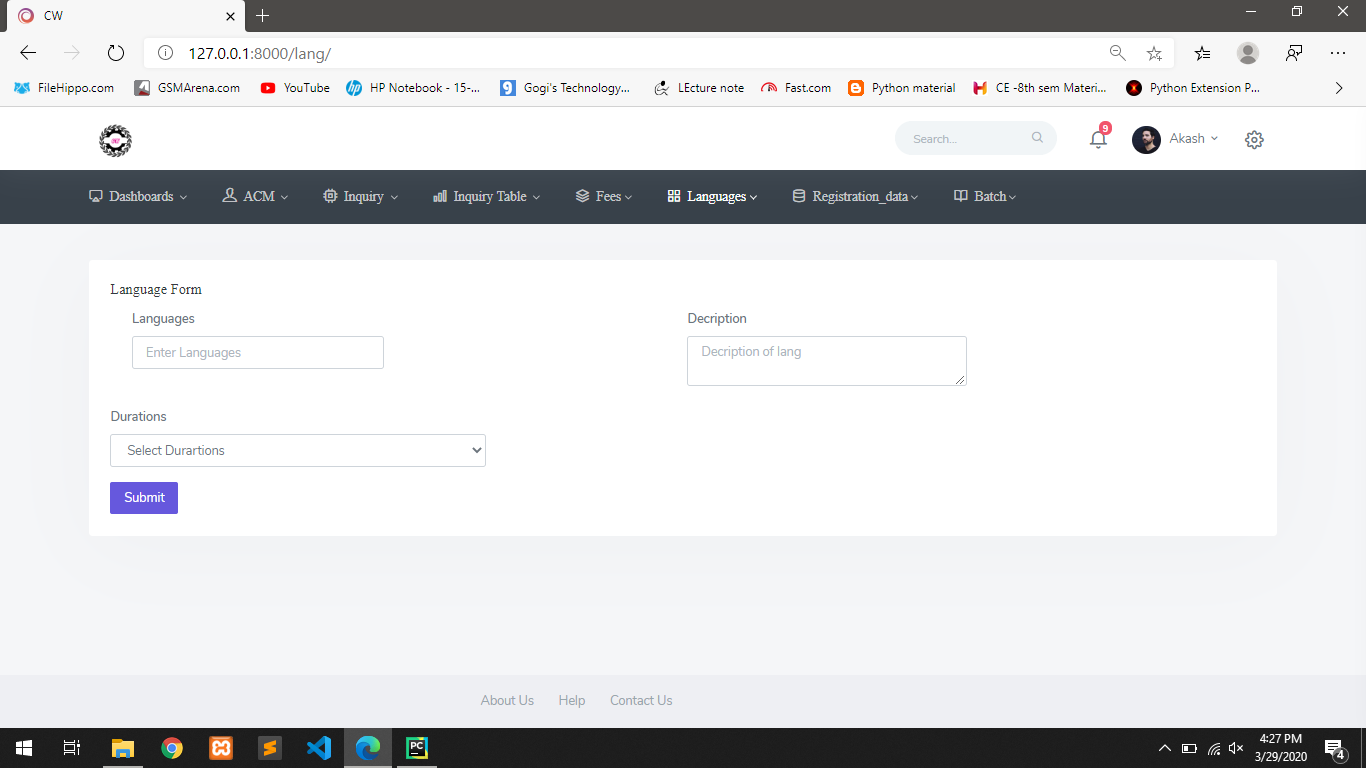 CW
127.0.0.1:8000/lang/
FileHippo.com GSMArena.com YouTube HP Notebook - 15-... Gogi's Technology... LEcture note Fast.com Python material CE -8th sem Materi... Python Extension P...
Search... 9 Akash
Dashboards ACM Inquiry Inquiry Table Fees Languages Registration_data Batch
Language Form
Languages Decription
Enter Languages Decription of lang
Durations
Select Durartions
Submit
About Us Help Contact Us
4:27 PM
3/29/2020
4